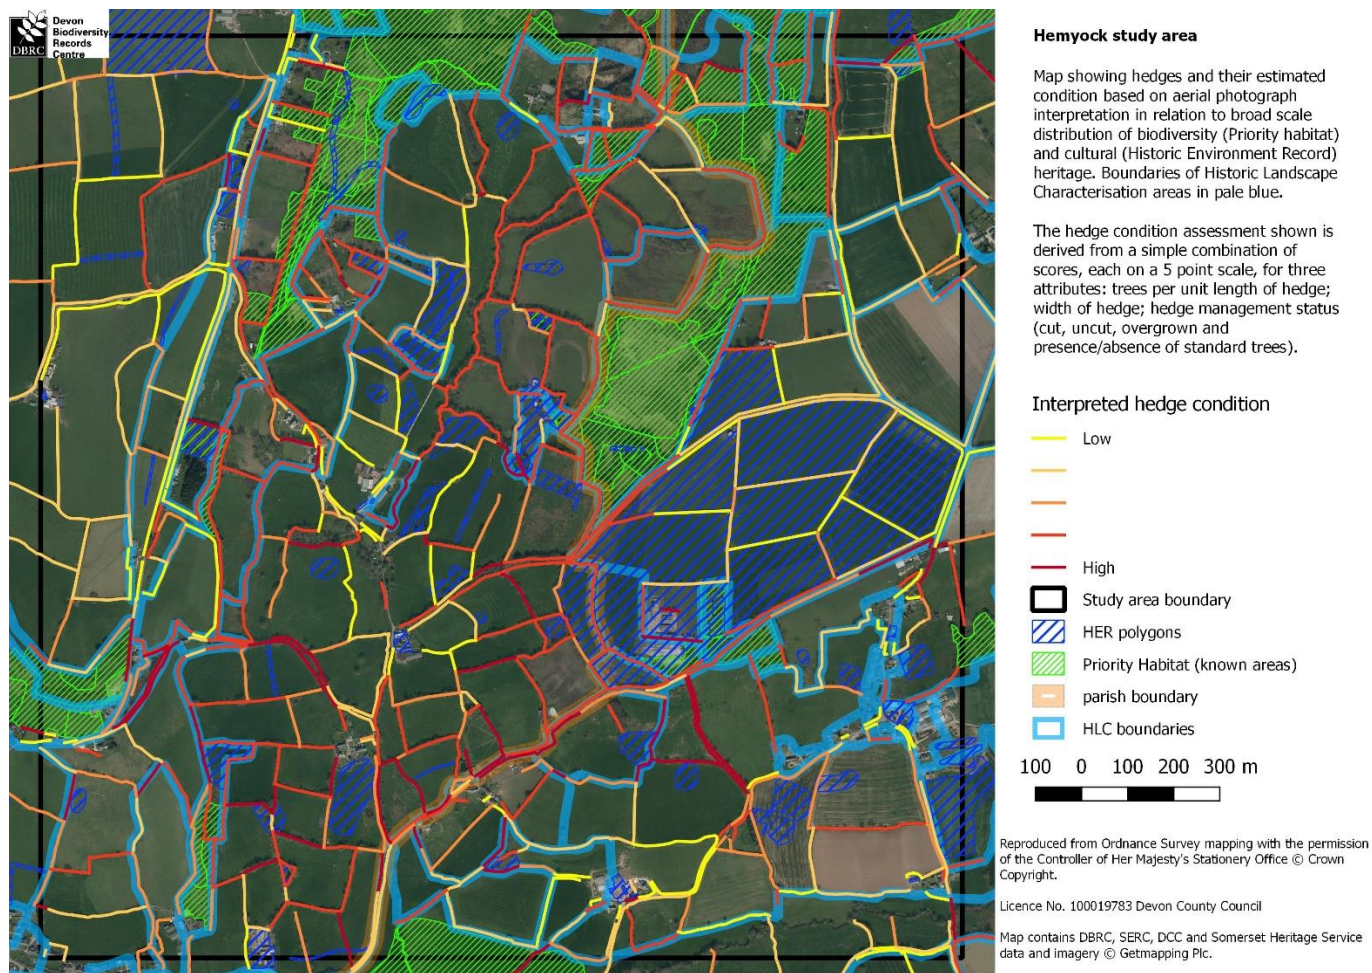 DBRC
Devon
Biodiversity
Records
Centre
Hemyock study area
Map showing hedges and their estimated
condition based on aerial photograph
interpretation in relation to broad scale
distribution of biodiversity (Priority habitat)
and cultural (Historic Environment Record)
heritage. Boundaries of Historic Landscape
Characterisation areas in pale blue.
The hedge condition assessment shown is
derived from a simple combination of
scores, each on a 5 point scale, for three
attributes: trees per unit length of hedge;
width of hedge; hedge management status
(cut, uncut, overgrown and
presence/absence of standard trees).
Interpreted hedge condition
Low
High
Study area boundary
HER polygons
Priority Habitat (known areas)
parish boundary
HLC boundaries
100 0 100 200 300 m
Reproduced from Ordnance Survey mapping with the permission
of the Controller of Her Majesty's Stationery Office © Crown
Copyright.
Licence No. 100019783 Devon County Council
Map contains DBRC, SERC, DCC and Somerset Heritage Service
data and imagery © Getmapping Plc.